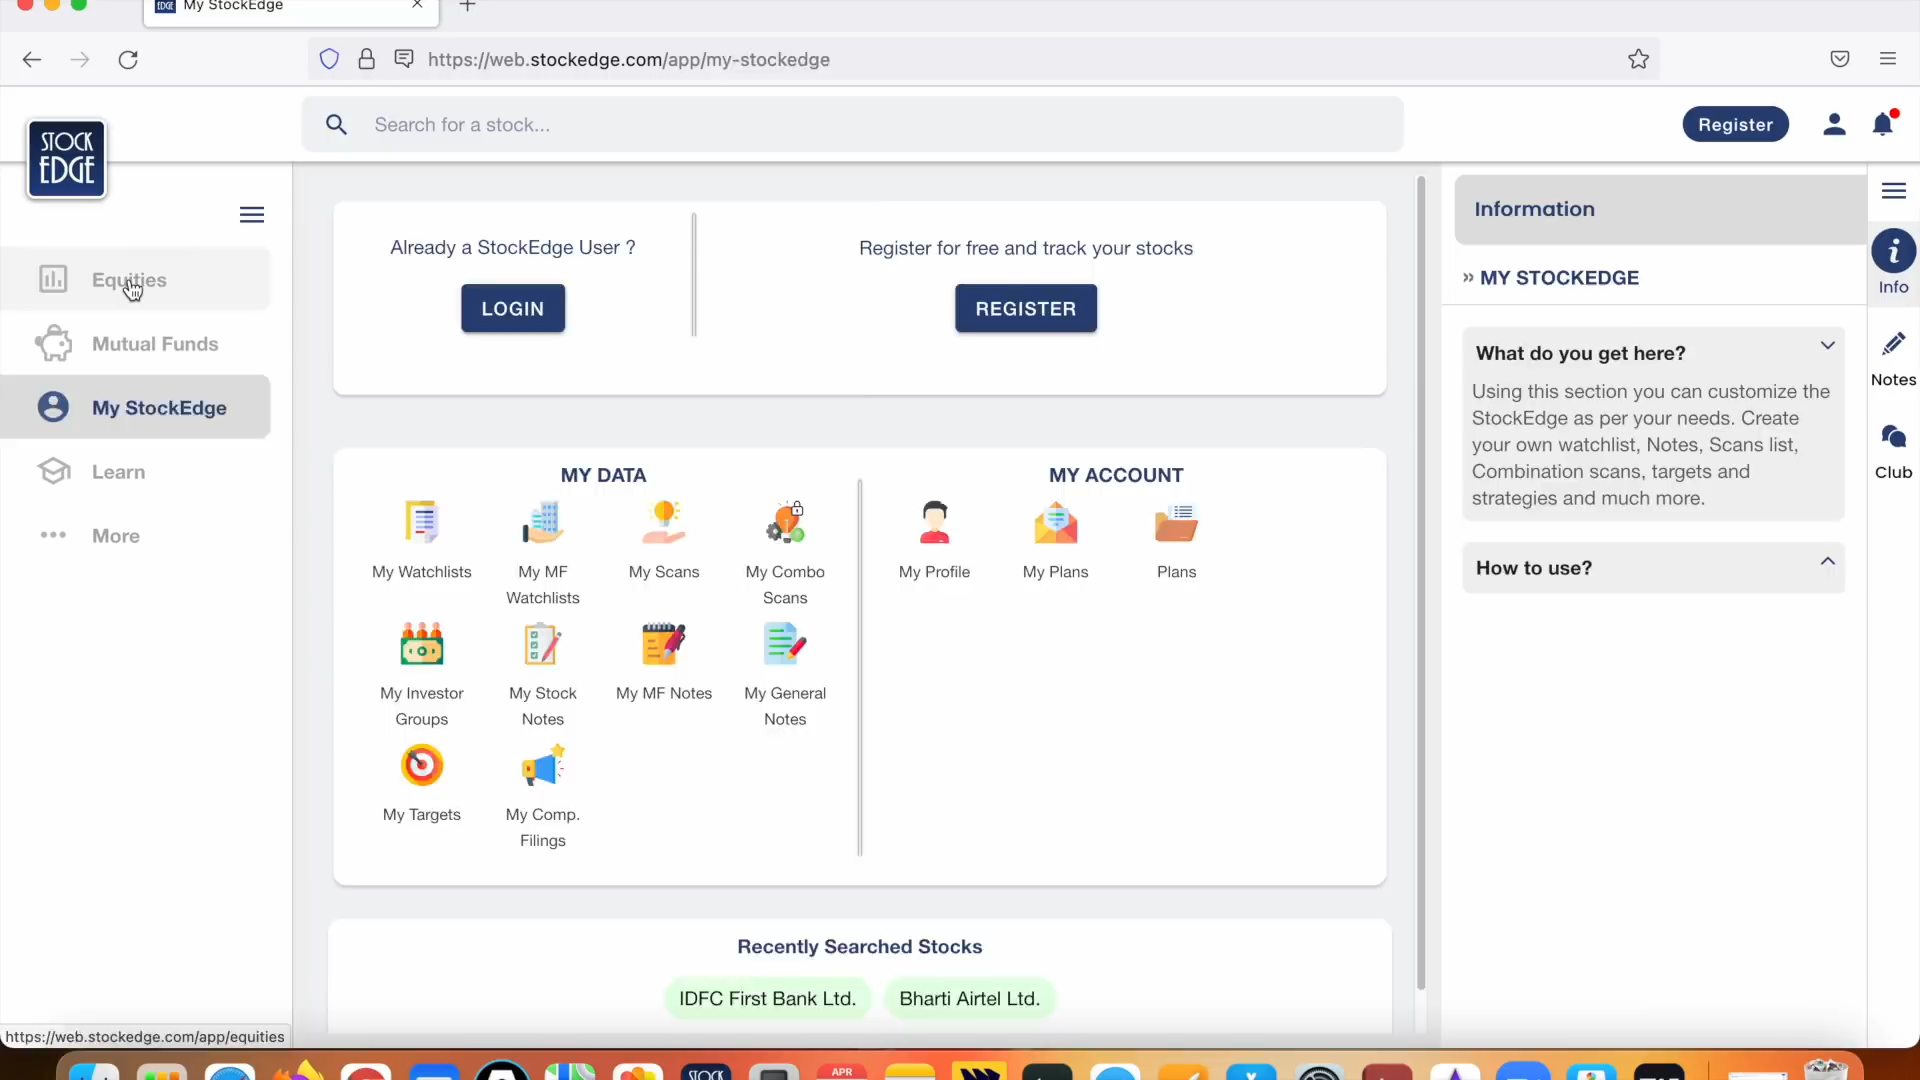 EDGE My StockEdge
https://web.stockedge.com/app/my-stockedge
STOCK
EDGE
Search for a stock...
Register
Equities
Mutual Funds
My StockEdge
Learn
More
Already a StockEdge User ?
LOGIN
Register for free and track your stocks
REGISTER
MY DATA
My Watchlists
My MF
Watchlists
My Scans
My Combo
Scans
My Investor
Groups
My Stock
Notes
My MF Notes
My General
Notes
My Targets
My Comp.
Filings
MY ACCOUNT
My Profile
My Plans
Plans
Recently Searched Stocks
IDFC First Bank Ltd.
Bharti Airtel Ltd.
Information
» MY STOCKEDGE
What do you get here?
Using this section you can customize the
StockEdge as per your needs. Create
your own watchlist, Notes, Scans list,
Combination scans, targets and
strategies and much more.
How to use?
Info
Notes
Club
https://web.stockedge.com/app/equities
STOCK
APR